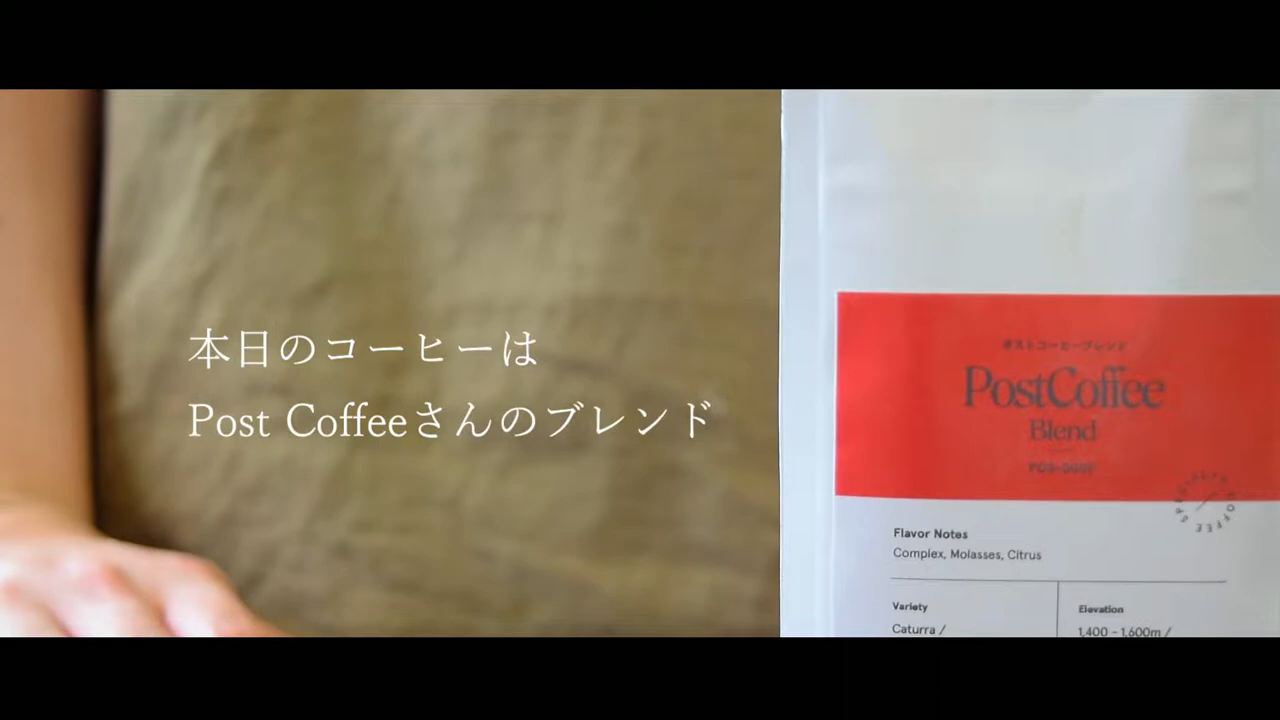 本日のコーヒーは
Post Coffeeさんのブレンド
ポストコーヒーブレンド
PostCoffee
Blend
SPECIALTY COFFEE
Flavor Notes
Complex, Molasses, Citrus
Variety
Elevation
Caturra /
1,400 - 1,600m /